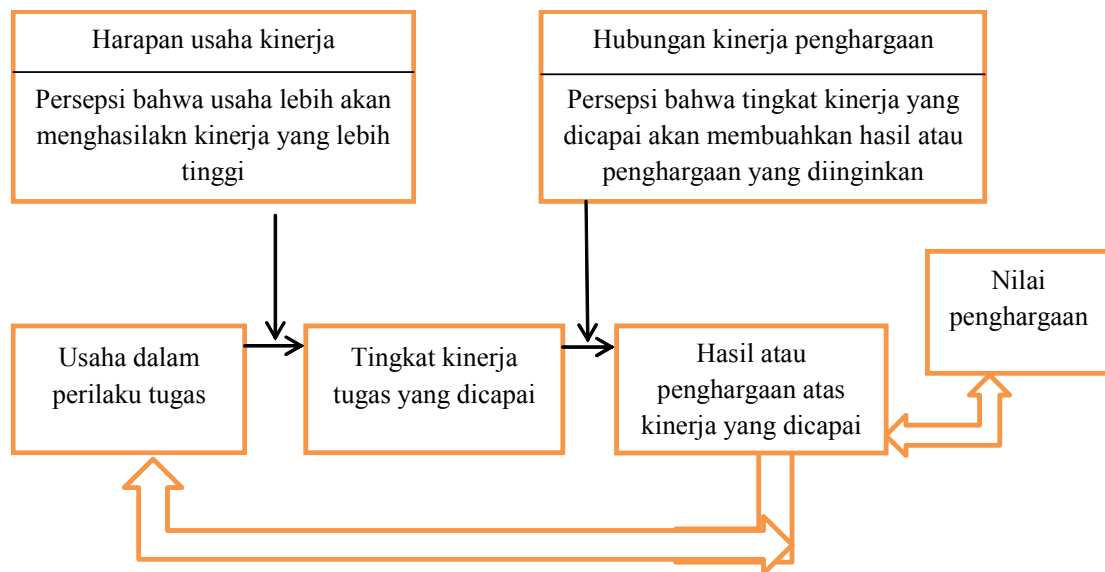 Harapan usaha kinerja
Persepsi bahwa usaha lebih akan
menghasilakn kinerja yang lebih
tinggi
Hubungan kinerja penghargaan
Persepsi bahwa tingkat kinerja yang
dicapai akan membuahkan hasil atau
penghargaan yang diinginkan
Nilai
penghargaan
Usaha dalam
perilaku tugas
Tingkat kinerja
tugas yang dicapai
Hasil atau
penghargaan atas
kinerja yang dicapai